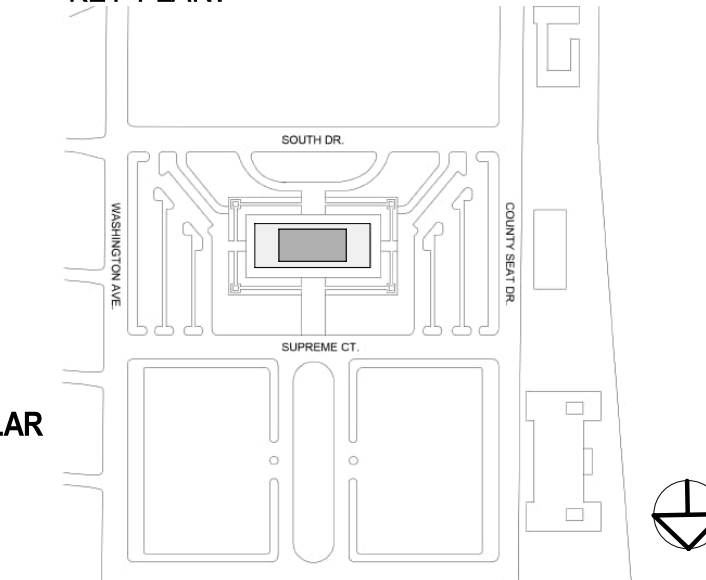 SOUTH DR.
WASHINGTON AVE.
COUNTY SEAT DR.
SUPREME CT.
LAR